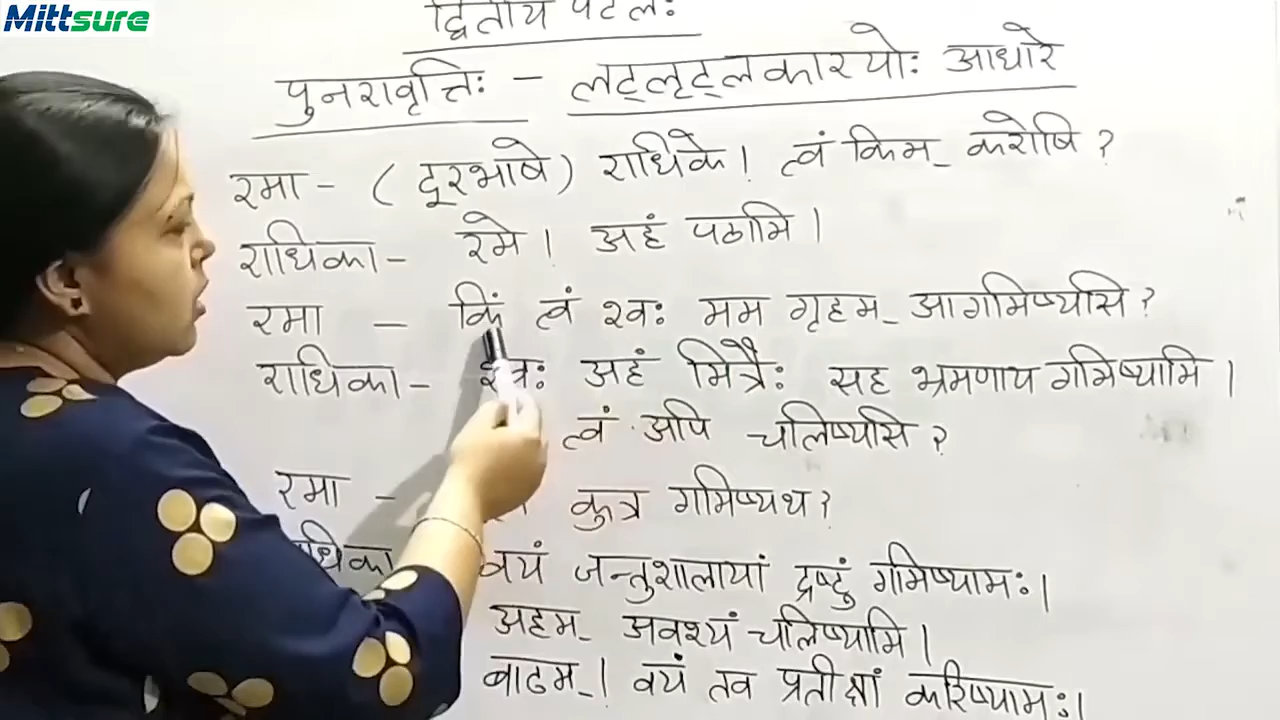 Mittsure
द्वितीय पटलः
पुनरावृत्तिः - लट्लृट्लकारयोः आधारे
रमा - (दूरभाषे) राधिके! त्वं किम् करोषि?
राधिका - रमे! अहं पठामि।
रमा - किं त्वं श्वः मम गृहम् आगमिष्यसि?
राधिका - श्वः अहं मित्रैः सह भ्रमणाय गमिष्यामि।
त्वं अपि चलिष्यसि?
रमा - कुत्र गमिष्यथ?
राधिका वयं जन्तुशालायां द्रष्टुं गमिष्यामः।
अहम् अवश्यं चलिष्यामि।
बाढम्। वयं तव प्रतीक्षां करिष्यामः।